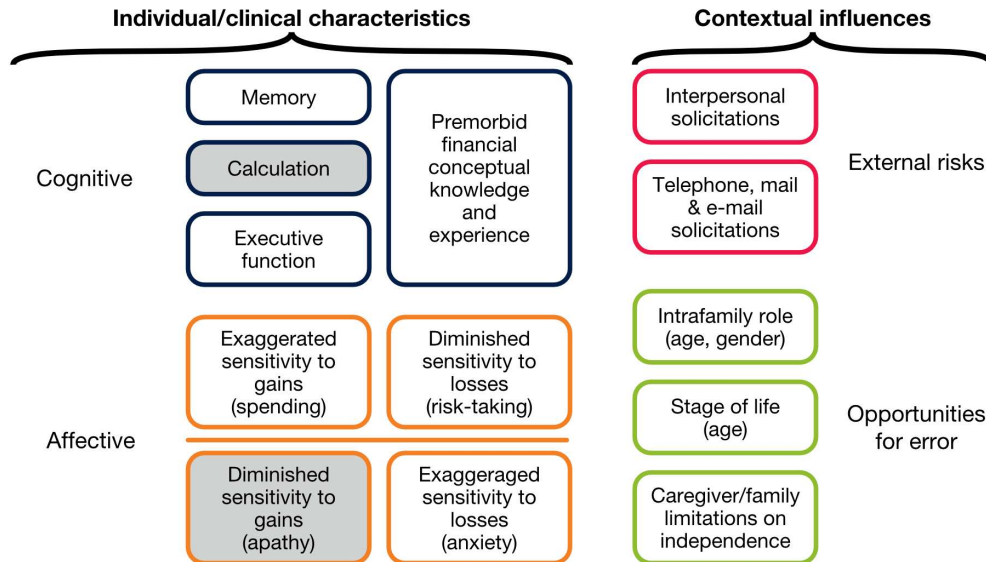 Individual/clinical characteristics
Contextual influences
Cognitive
Memory
Calculation
Executive
function
Premorbid
financial
conceptual
knowledge
and
experience
Interpersonal
solicitations
Telephone, mail
& e-mail
solicitations
External risks
Affective
Exaggerated
sensitivity to
gains
(spending)
Diminished
sensitivity to
losses
(risk-taking)
Diminished
sensitivity to
gains
(apathy)
Exaggeraged
sensitivity to
losses
(anxiety)
Intrafamily role
(age, gender)
Stage of life
(age)
Caregiver/family
limitations on
independence
Opportunities
for error